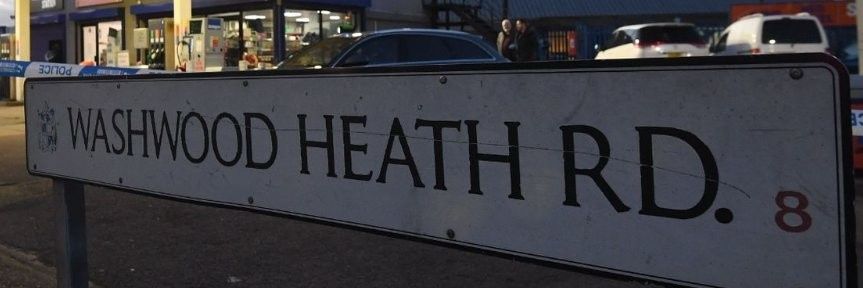 POLICE
WASHWOOD HEATH RD.
8